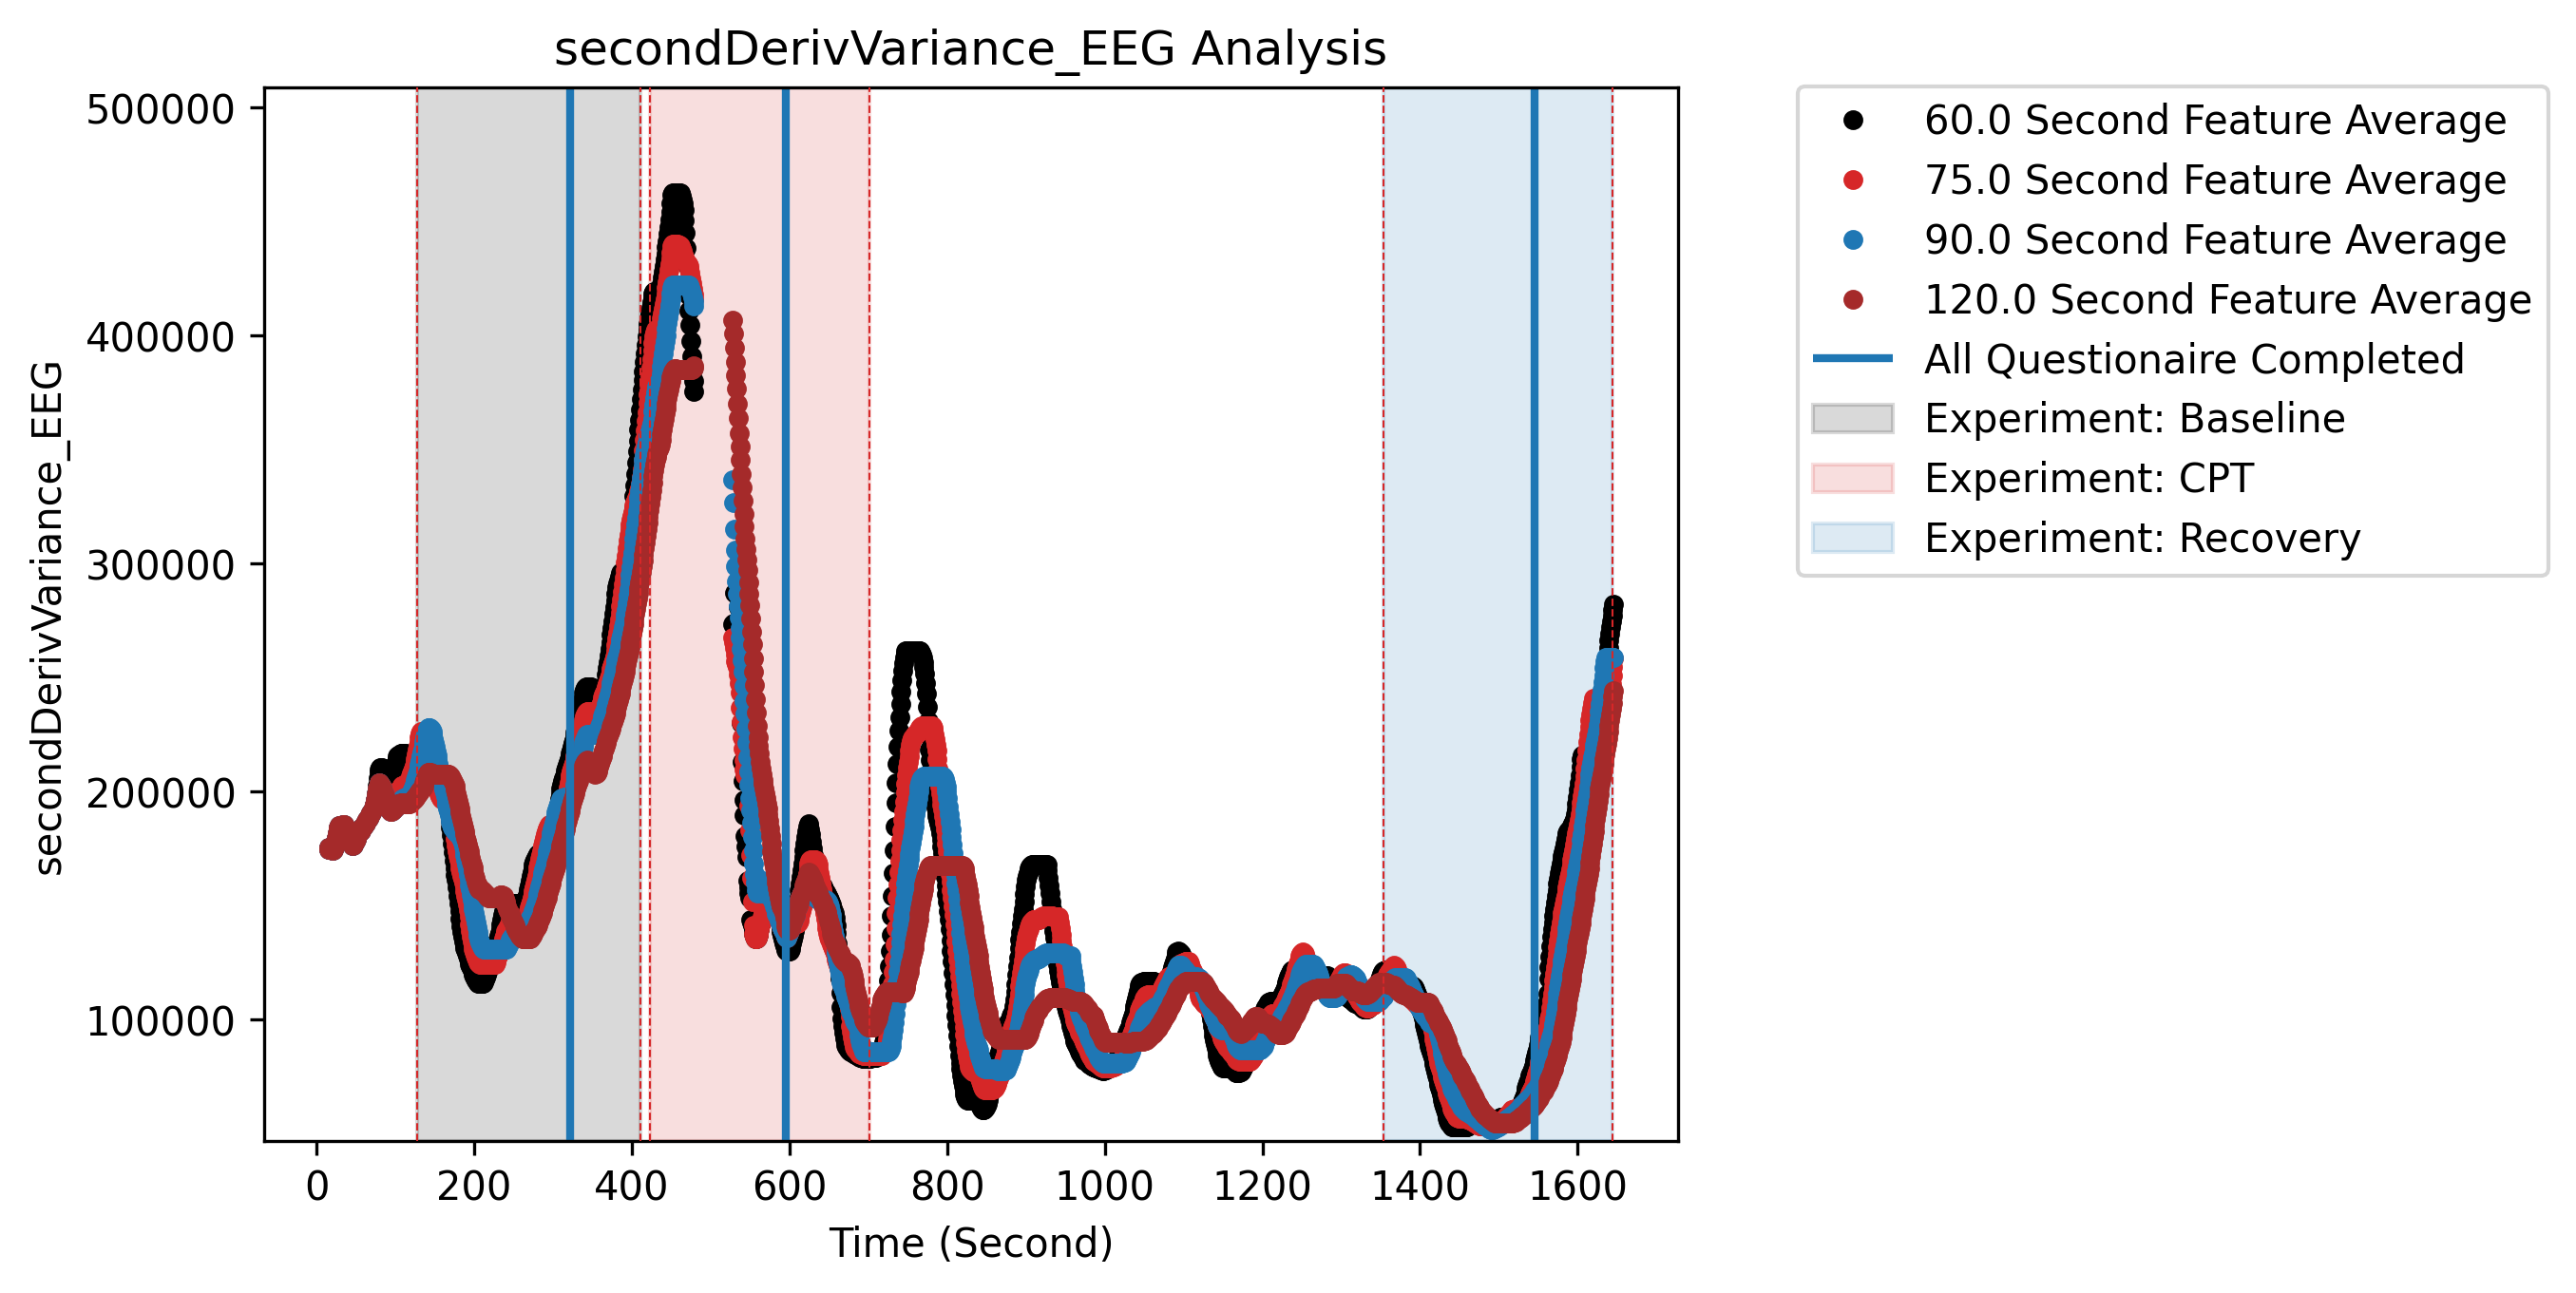 secondDerivVariance_EEG Analysis
secondDerivVariance_EEG
500000
400000
300000
200000
100000
0 200 400 600 800 1000 1200 1400 1600
Time (Second)
60.0 Second Feature Average
75.0 Second Feature Average
90.0 Second Feature Average
120.0 Second Feature Average
All Questionaire Completed
Experiment: Baseline
Experiment: CPT
Experiment: Recovery